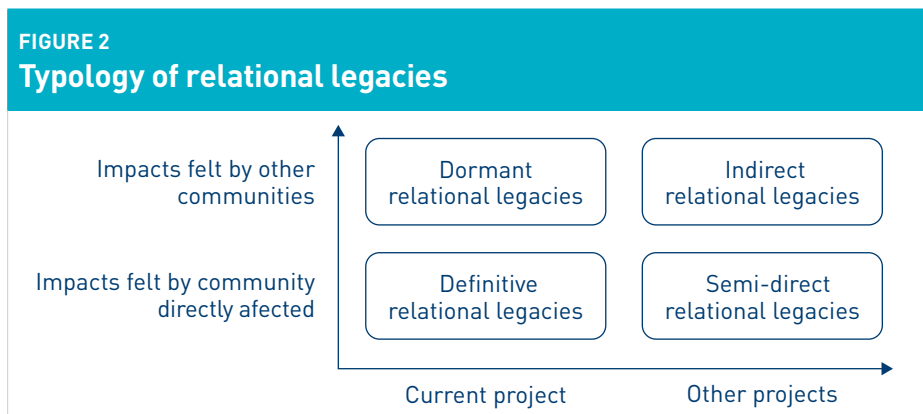 FIGURE 2
Typology of relational legacies
Impacts felt by other
communities
Dormant
relational legacies
Indirect
relational legacies
Impacts felt by community
directly affected
Definitive
relational legacies
Semi-direct
relational legacies
Current project
Other projects